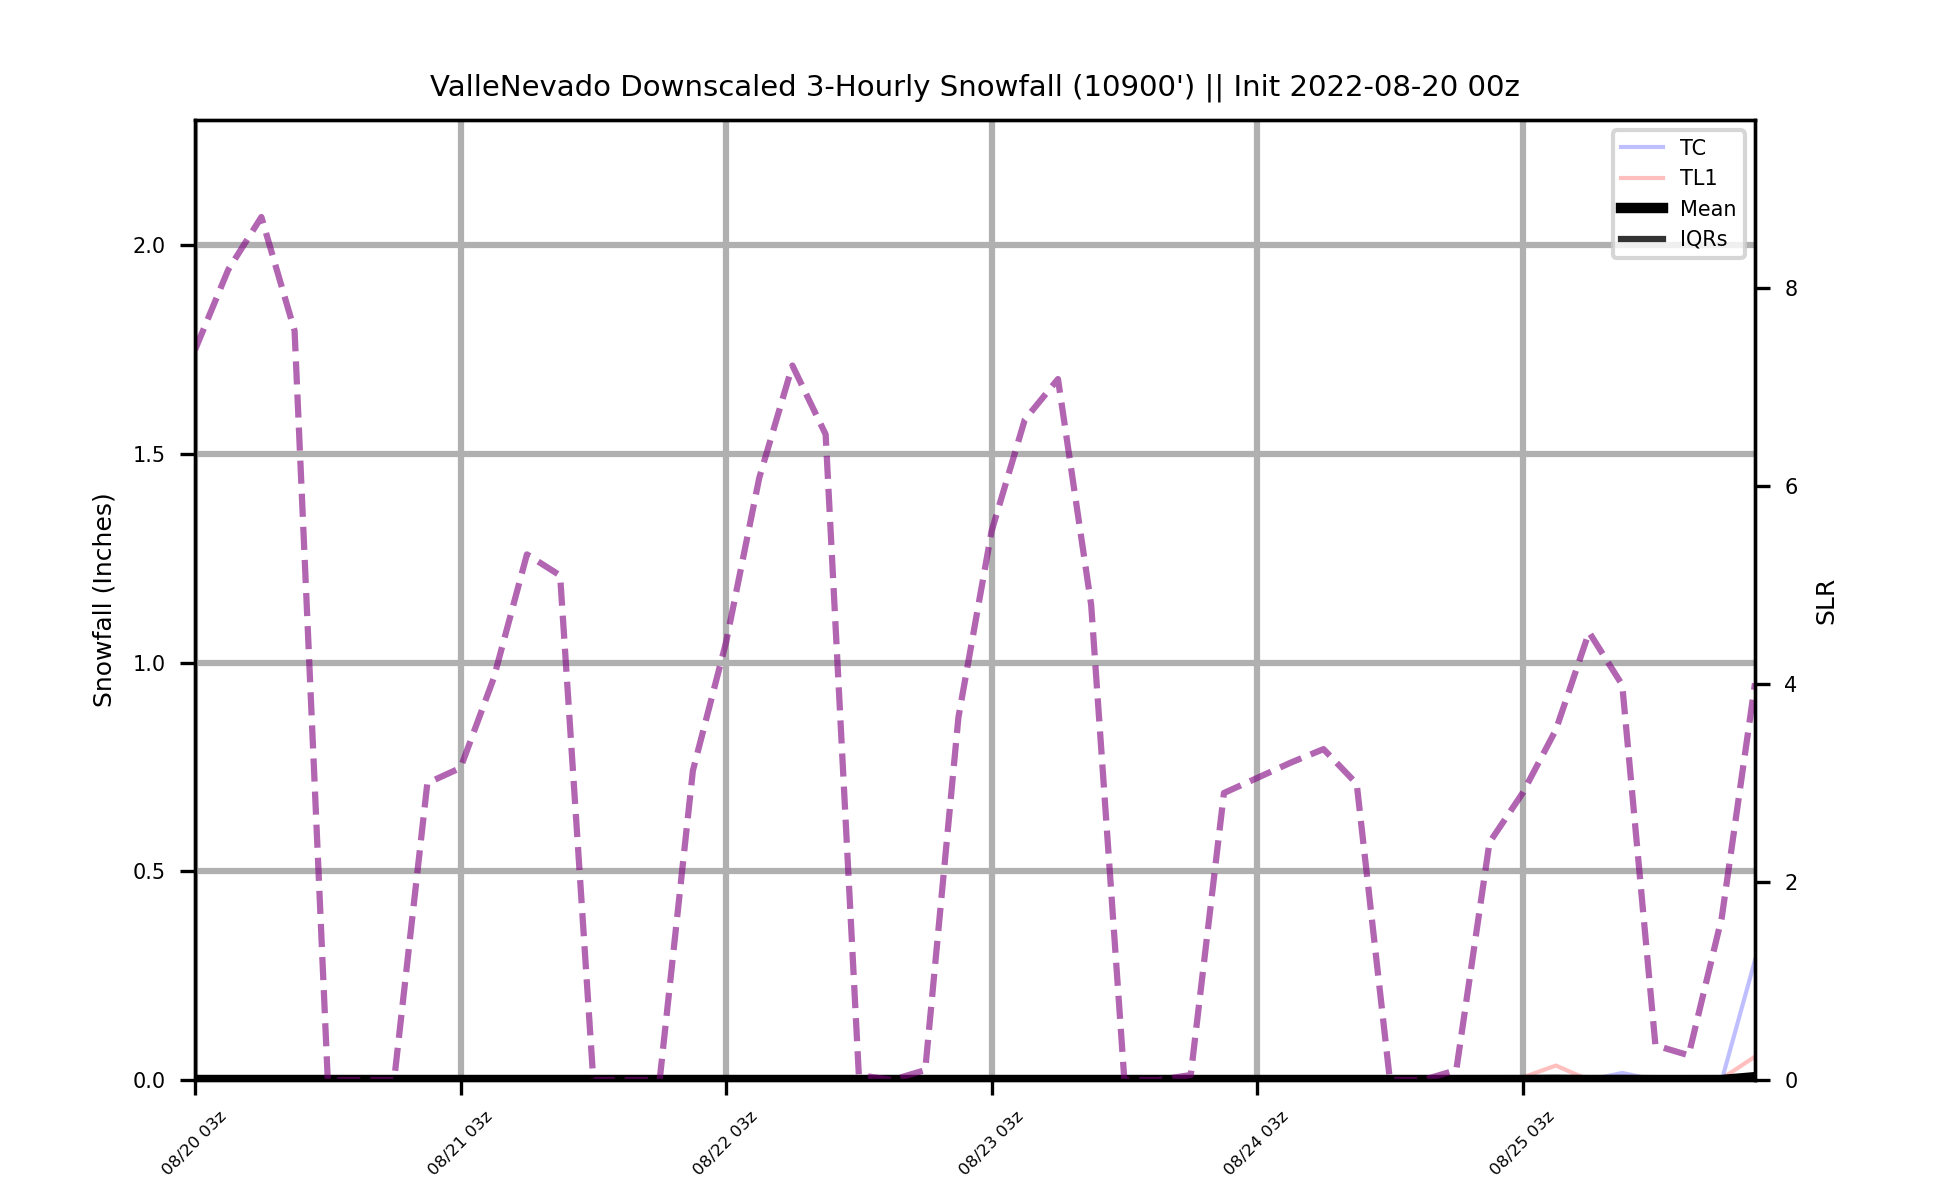 ValleNevado Downscaled 3-Hourly Snowfall (10900') || Init 2022-08-20 00z
TC
TL1
Mean
IQRs
Snowfall (Inches)
2.0
1.5
1.0
0.5
0.0
8
6
4
2
0
SLR
08/20 03z
08/21 03z
08/22 03z
08/23 03z
08/24 03z
08/25 03z